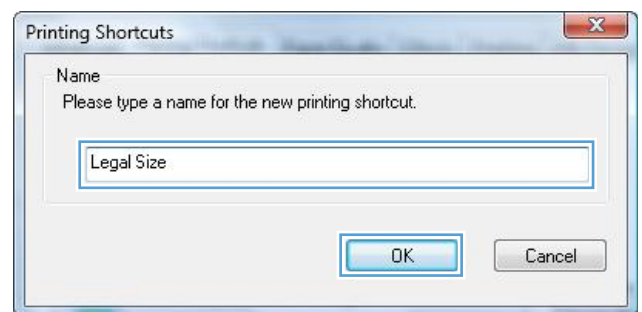 Printing Shortcuts
Name
Please type a name for the new printing shortcut.
Legal Size
OK
Cancel